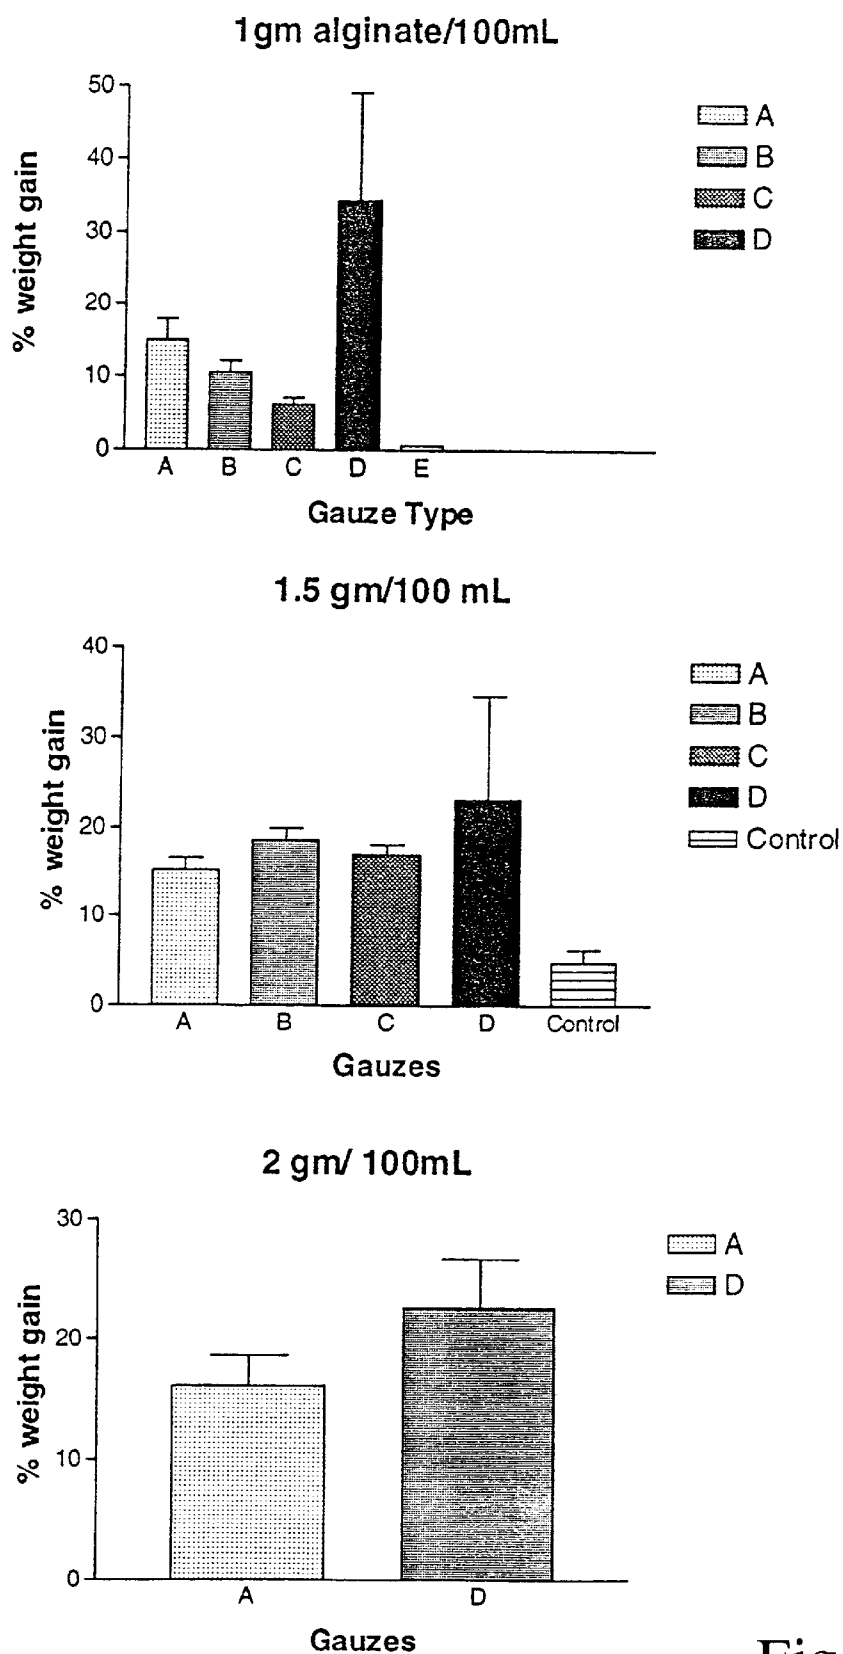 1gm alginate/100mL
50
40
30
20
10
0
% weight gain
A
B
C
D
E
Gauze Type
A
B
C
D
1.5 gm/100 mL
40
30
20
10
0
% weight gain
A
B
C
D
Control
Gauzes
A
B
C
D
Control
2 gm/ 100mL
30
20
10
0
% weight gain
A
D
Gauzes
A
D